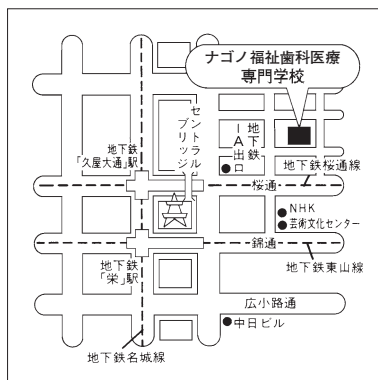 ナゴノ福祉歯科医療
専門学校
セントラル
ブリッジ
地下鉄
1A出口
地下鉄
「久屋大通」駅
地下鉄桜通線
桜通
NHK
芸術文化センター
錦通
地下鉄
「栄」駅
地下鉄東山線
広小路通
中日ビル
地下鉄名城線